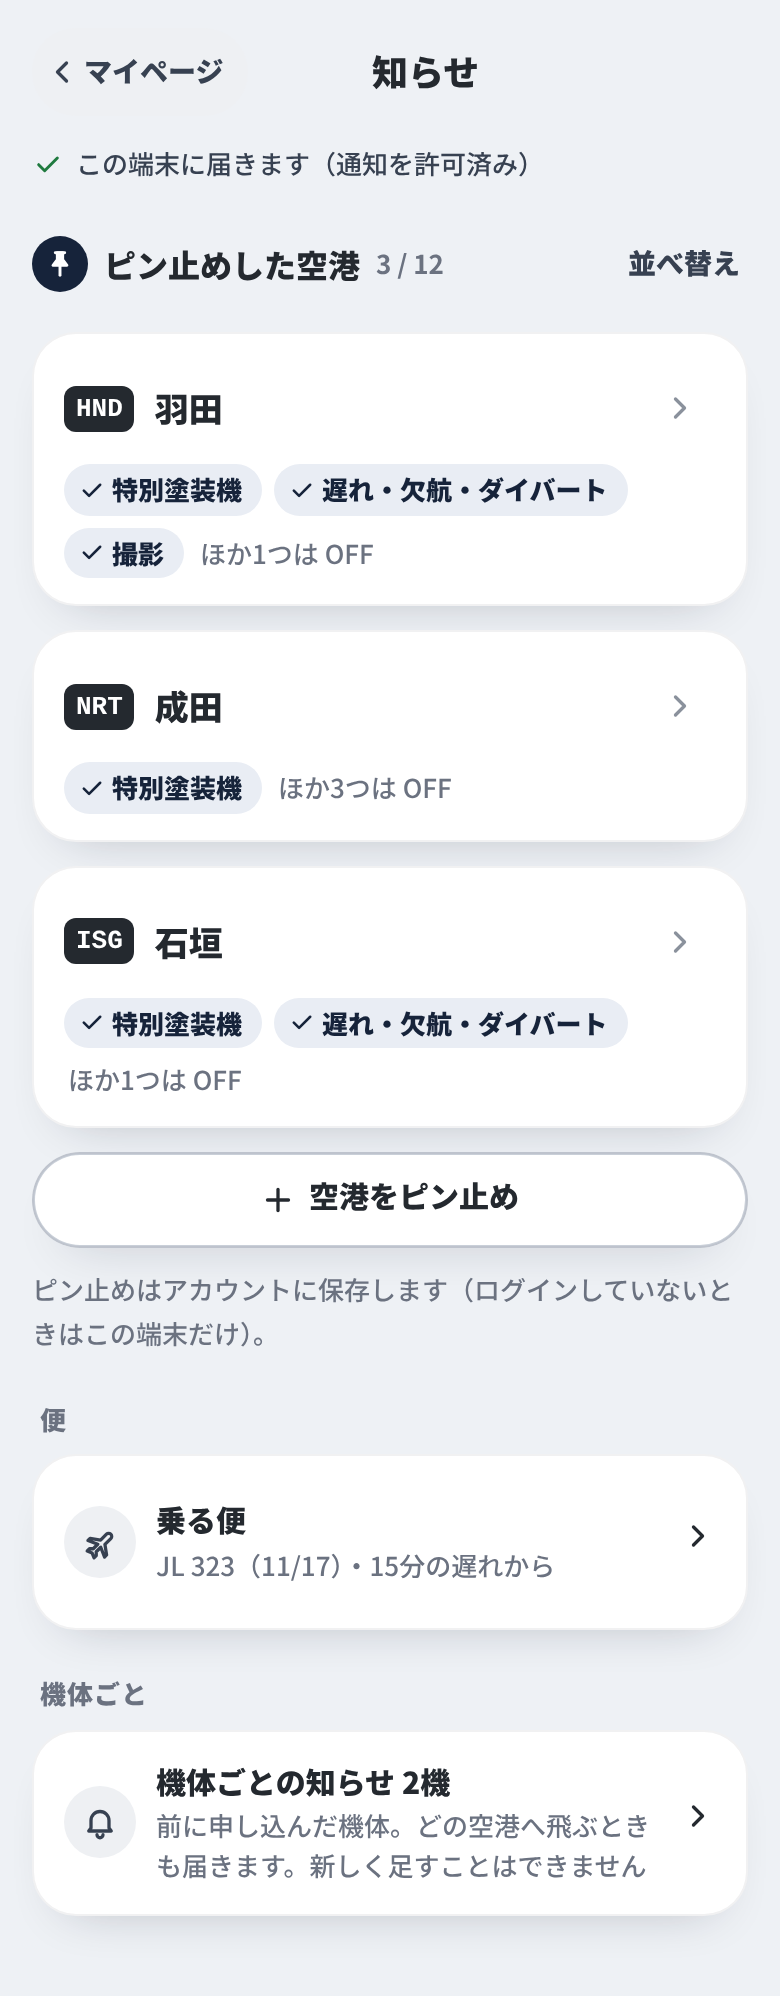 マイページ
知らせ
この端末に届きます（通知を許可済み）
ピン止めした空港 3 / 12 並べ替え
HND 羽田
特別塗装機 遅れ・欠航・ダイバート
撮影 ほか1つは OFF
NRT 成田
特別塗装機 ほか3つは OFF
ISG 石垣
特別塗装機 遅れ・欠航・ダイバート
ほか1つは OFF
＋ 空港をピン止め
ピン止めはアカウントに保存します（ログインしていないと
きはこの端末だけ）。
便
乗る便
JL 323（11/17）・15分の遅れから
機体ごと
機体ごとの知らせ 2機
前に申し込んだ機体。どの空港へ飛ぶとき
も届きます。新しく足すことはできません